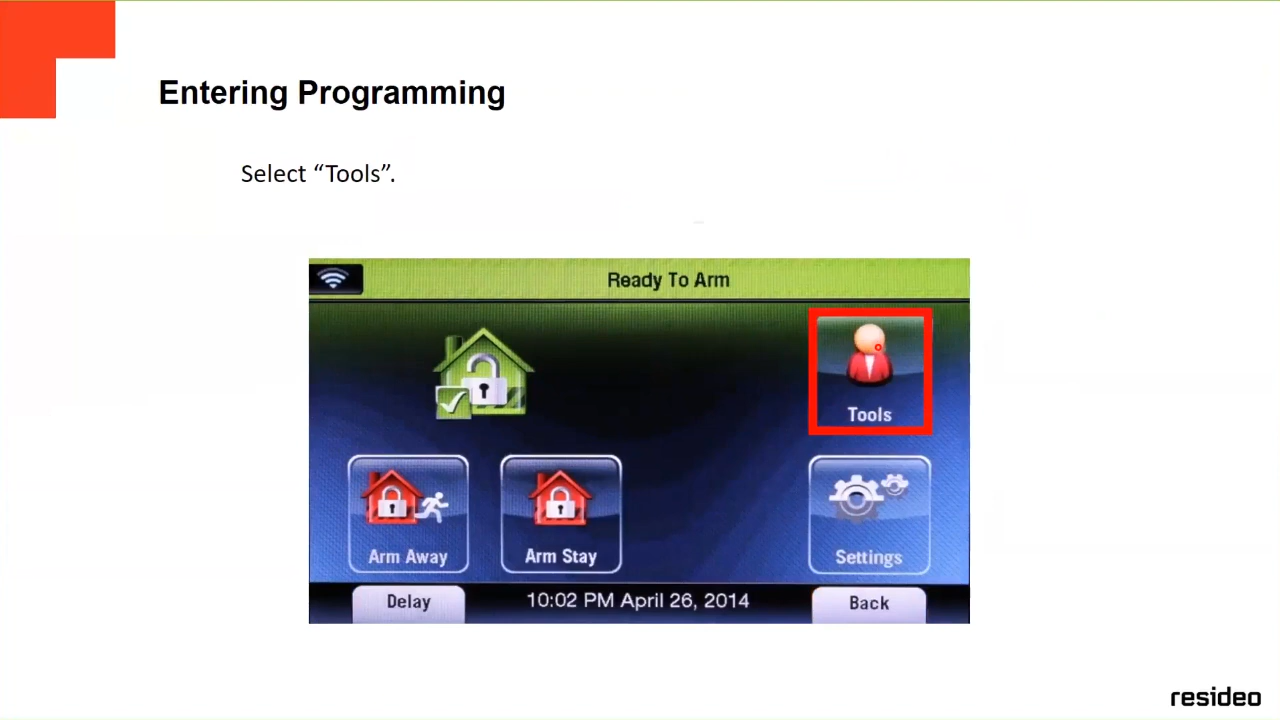 Entering Programming
Select “Tools”.
Ready To Arm
Tools
Arm Away
Arm Stay
Settings
Delay
10:02 PM April 26, 2014
Back
resideo